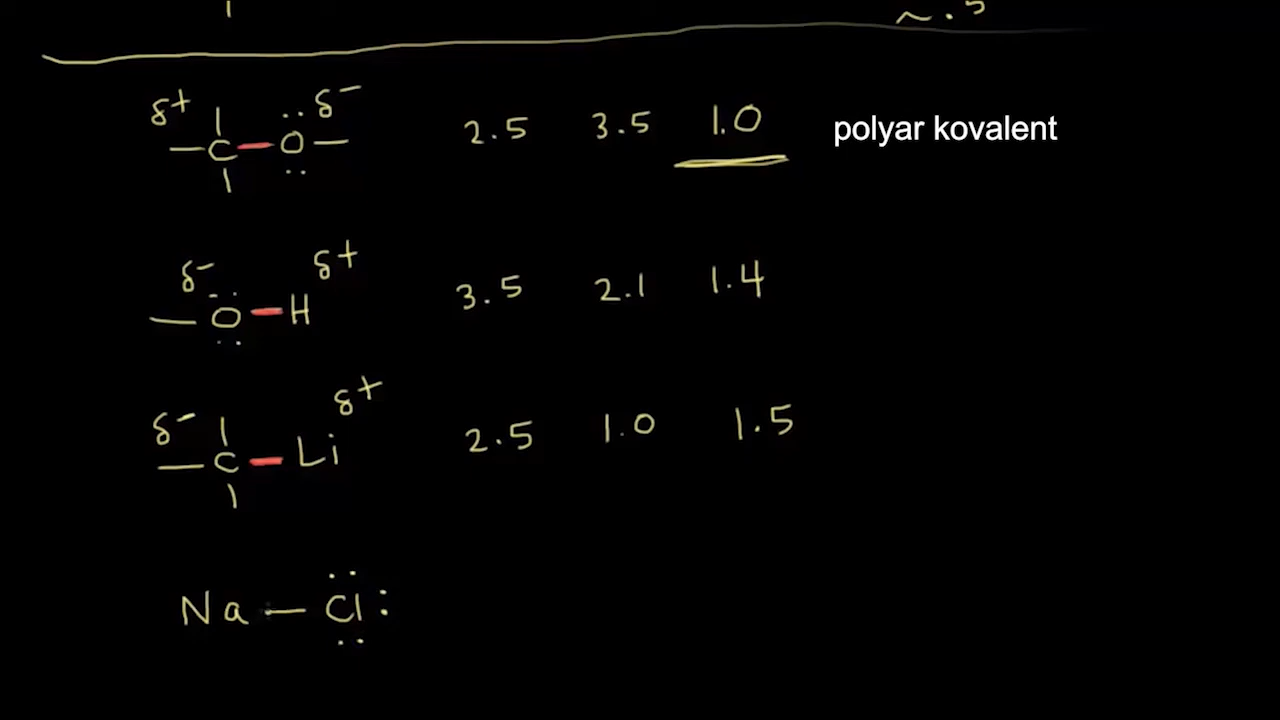 ~.5
δ+ δ-
C O 2.5 3.5 1.0 polyar kovalent
δ- δ+
O H 3.5 2.1 1.4
δ- δ+
C Li 2.5 1.0 1.5
Na Cl